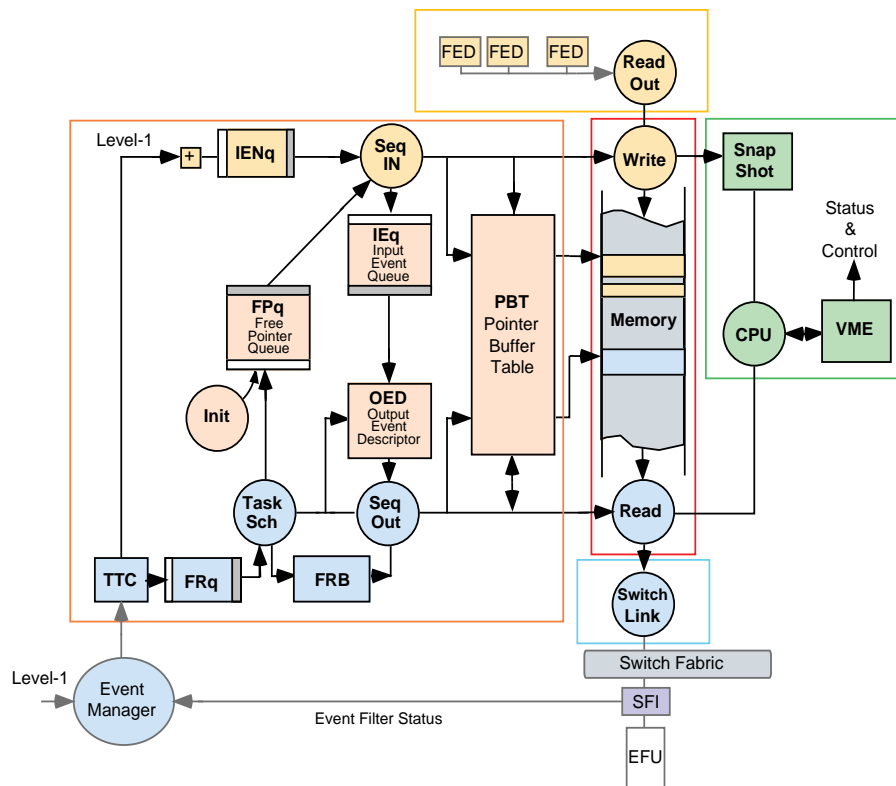 FED
FED
FED
Read
Out
Level-1
+
IENq
Seq
IN
Write
Snap
Shot
IEq
Input
Event
Queue
Status
&
Control
FPq
Free
Pointer
Queue
PBT
Pointer
Buffer
Table
Memory
CPU
VME
Init
OED
Output
Event
Descriptor
Task
Sch
Seq
Out
Read
TTC
FRq
FRB
Switch
Link
Switch Fabric
Level-1
Event
Manager
Event Filter Status
SFI
EFU